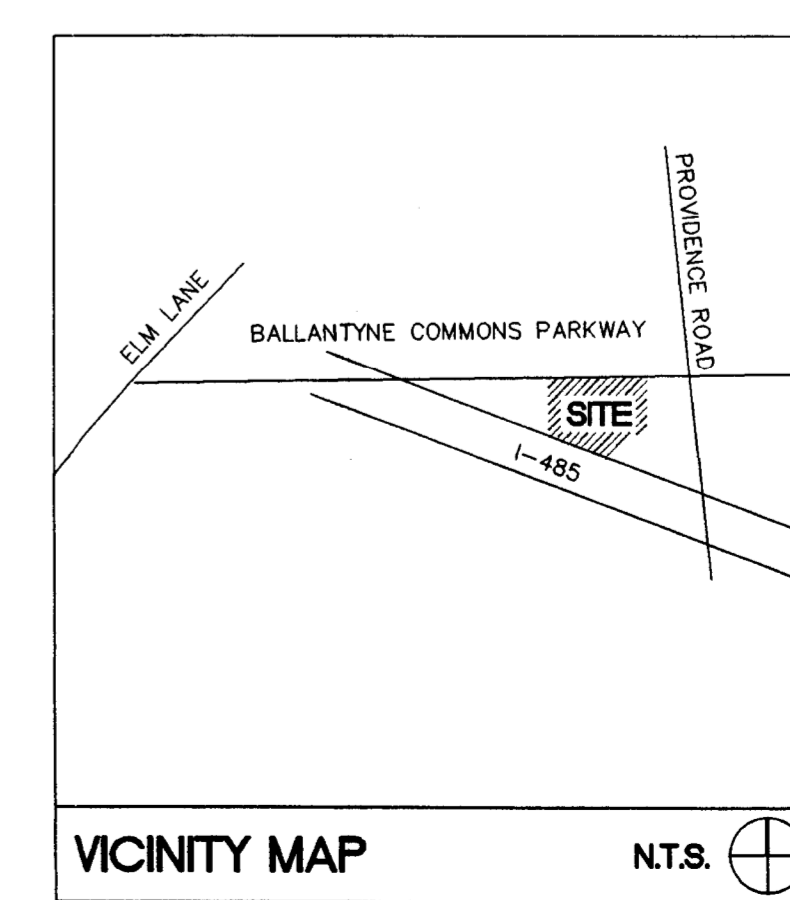 PROVIDENCE ROAD
ELM LANE
BALLANTYNE COMMONS PARKWAY
SITE
I-485
VICINITY MAP
N.T.S.